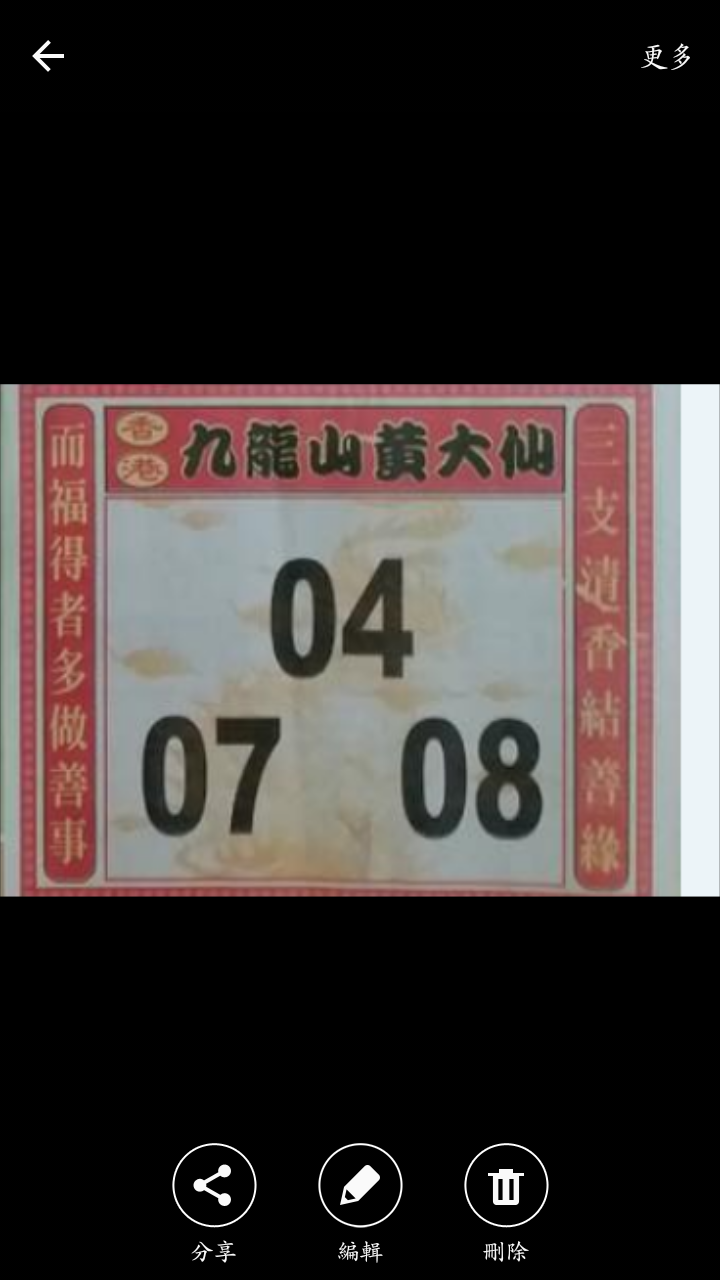 更多
香港
九龍山黃大仙
三支清香結善緣
而福得者多做善事
04
07 08
分享 編輯 刪除